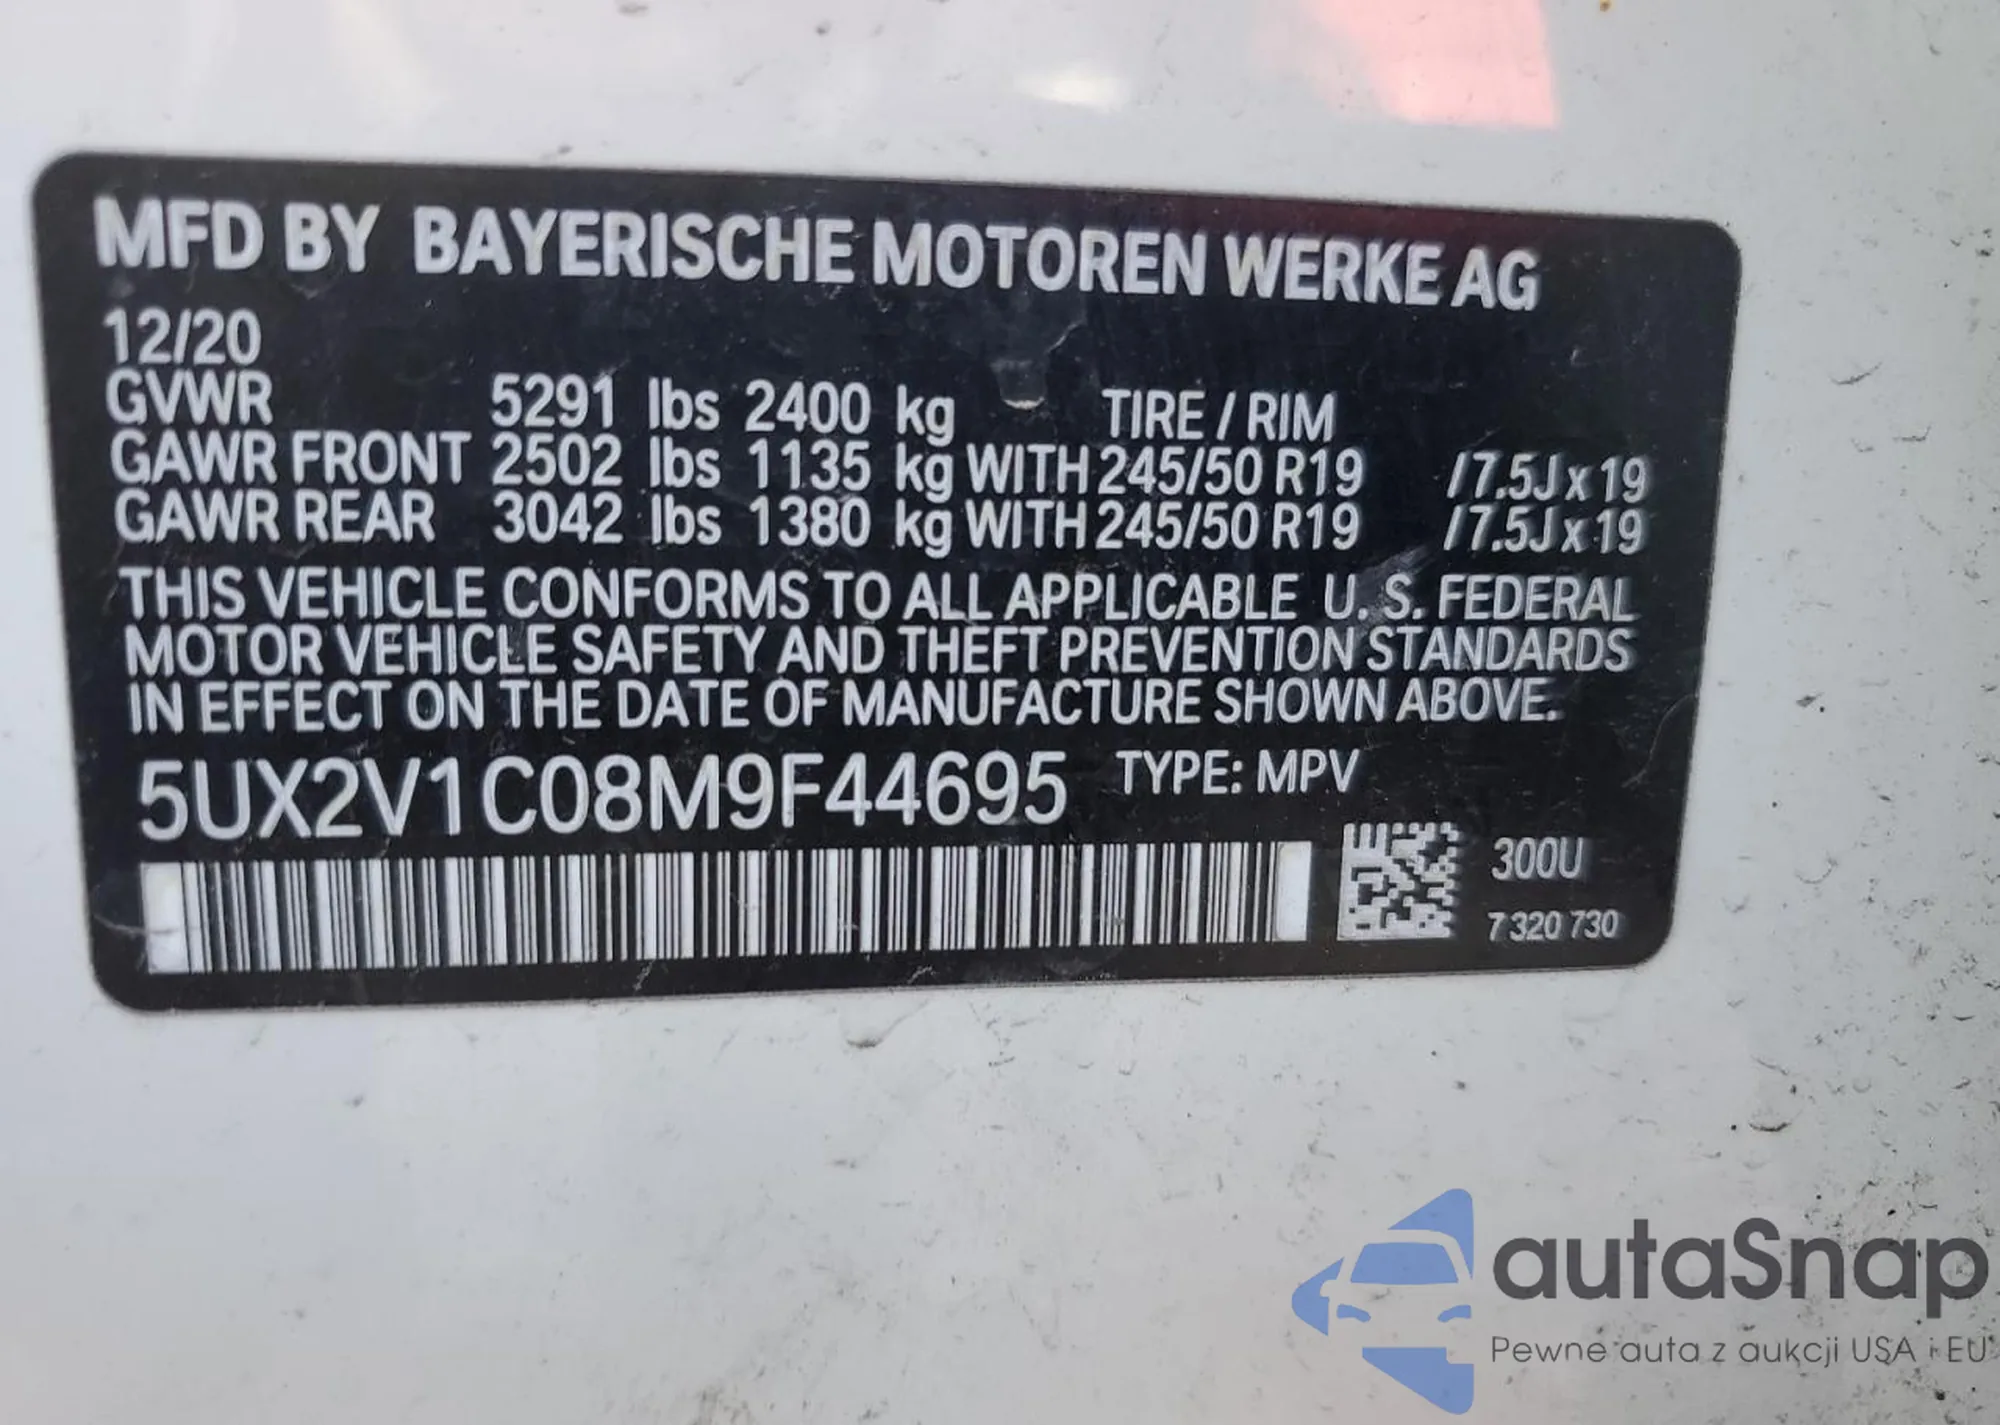 MFD BY BAYERISCHE MOTOREN WERKE AG
12/20
GVWR 5291 lbs 2400 kg TIRE / RIM
GAWR FRONT 2502 lbs 1135 kg WITH 245/50 R19 /7.5J x 19
GAWR REAR 3042 lbs 1380 kg WITH 245/50 R19 /7.5J x 19
THIS VEHICLE CONFORMS TO ALL APPLICABLE U. S. FEDERAL
MOTOR VEHICLE SAFETY AND THEFT PREVENTION STANDARDS
IN EFFECT ON THE DATE OF MANUFACTURE SHOWN ABOVE.
5UX2V1C08M9F44695 TYPE: MPV
300U
7 320 730
autaSnap
Pewne auta z aukcji USA i EU